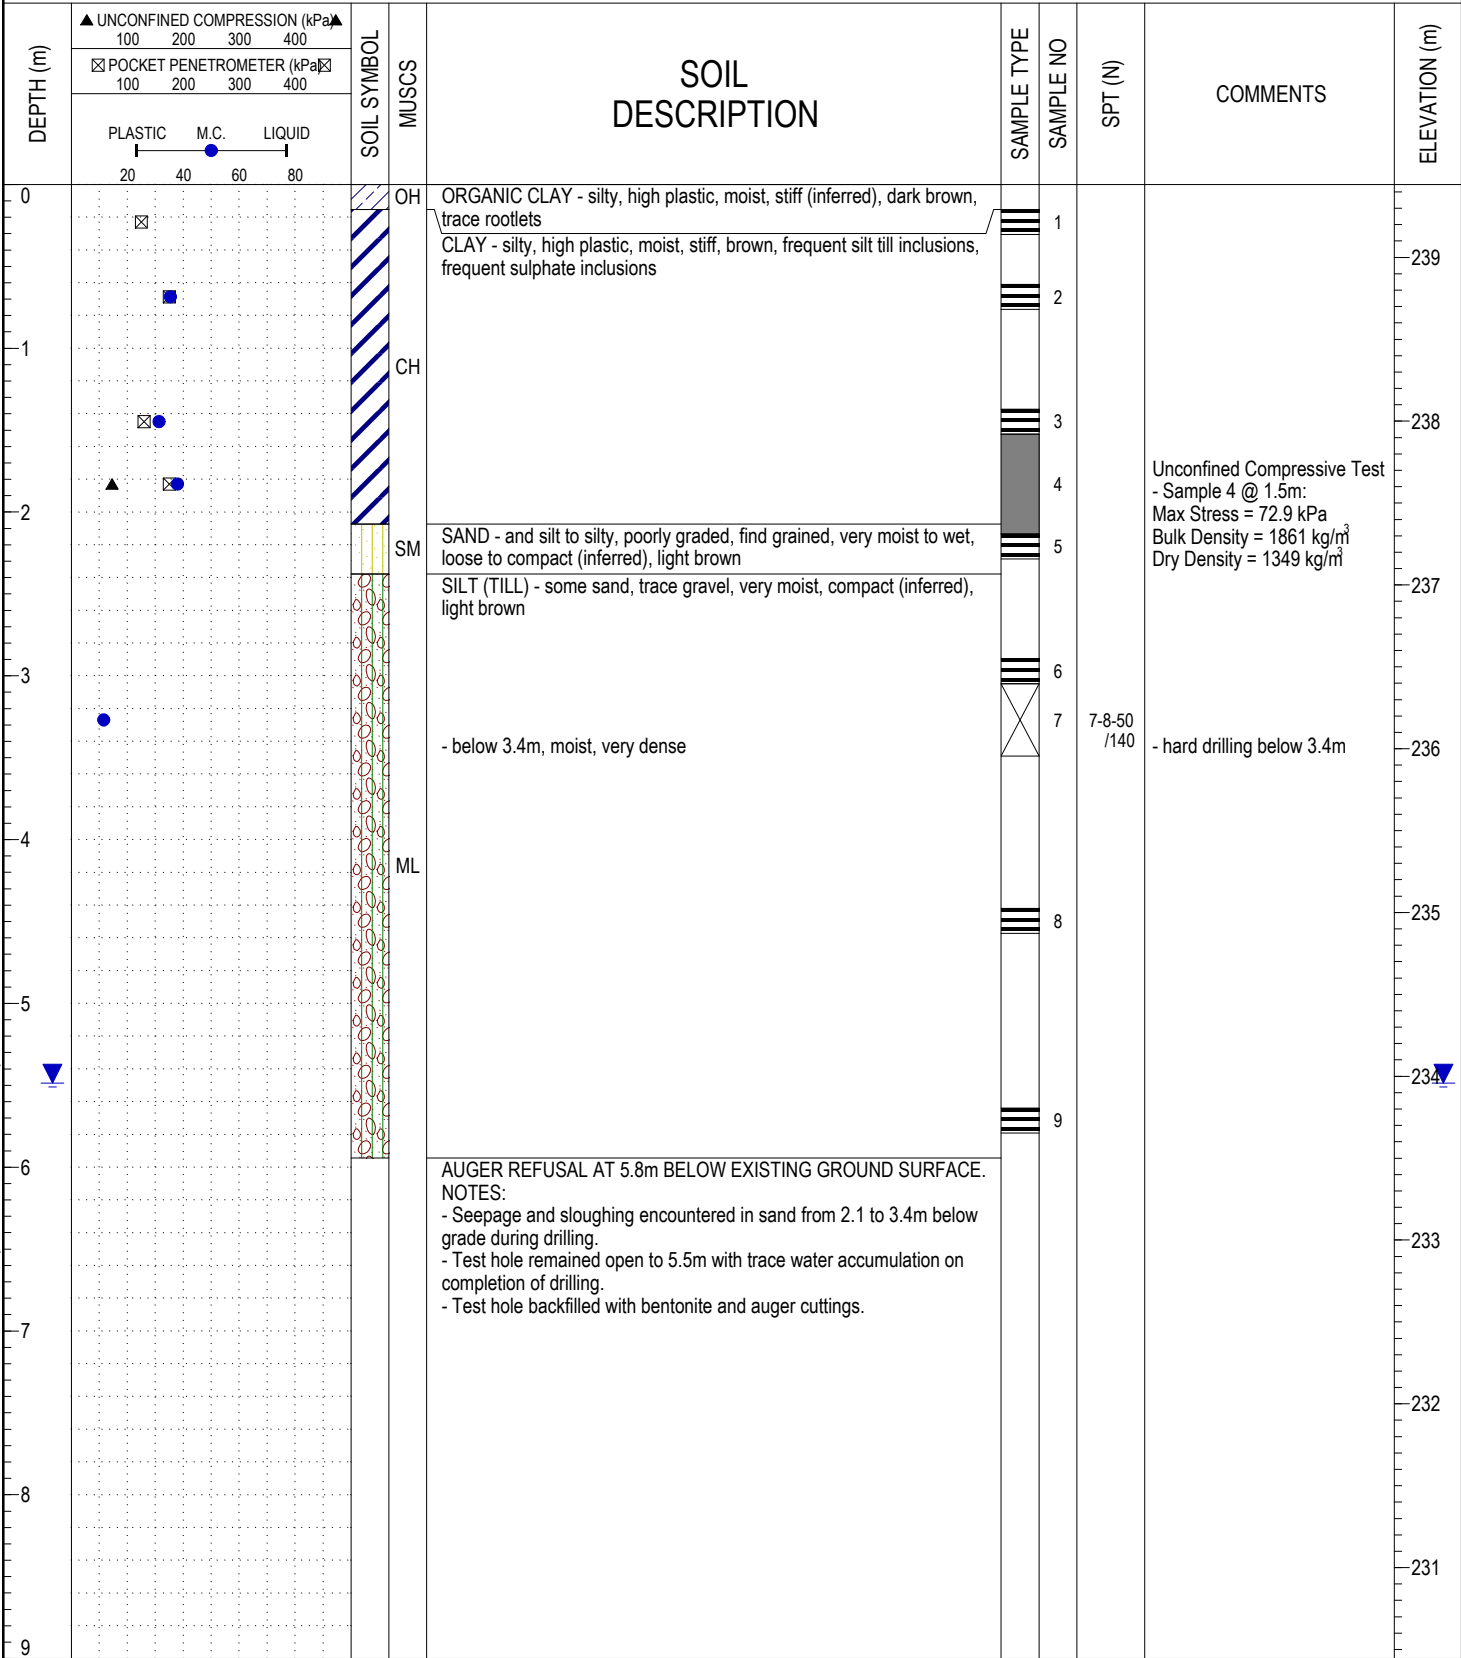 DEPTH (m)
▲ UNCONFINED COMPRESSION (kPa) ▲
100 200 300 400
☒ POCKET PENETROMETER (kPa) ☒
100 200 300 400
PLASTIC M.C. LIQUID
20 40 60 80
SOIL SYMBOL
MUSCS
SOIL
DESCRIPTION
SAMPLE TYPE
SAMPLE NO
SPT (N)
COMMENTS
ELEVATION (m)
0
OH
ORGANIC CLAY - silty, high plastic, moist, stiff (inferred), dark brown,
trace rootlets
1
CLAY - silty, high plastic, moist, stiff, brown, frequent silt till inclusions,
frequent sulphate inclusions
239
2
1
CH
3
238
4
Unconfined Compressive Test
- Sample 4 @ 1.5m:
Max Stress = 72.9 kPa
Bulk Density = 1861 kg/m³
Dry Density = 1349 kg/m³
2
SM
SAND - and silt to silty, poorly graded, find grained, very moist to wet,
loose to compact (inferred), light brown
5
SILT (TILL) - some sand, trace gravel, very moist, compact (inferred),
light brown
237
6
3
7
7-8-50
/140
- below 3.4m, moist, very dense
- hard drilling below 3.4m
236
4
ML
235
8
5
234
9
6
AUGER REFUSAL AT 5.8m BELOW EXISTING GROUND SURFACE.
NOTES:
- Seepage and sloughing encountered in sand from 2.1 to 3.4m below
grade during drilling.
- Test hole remained open to 5.5m with trace water accumulation on
completion of drilling.
- Test hole backfilled with bentonite and auger cuttings.
233
7
232
8
231
9